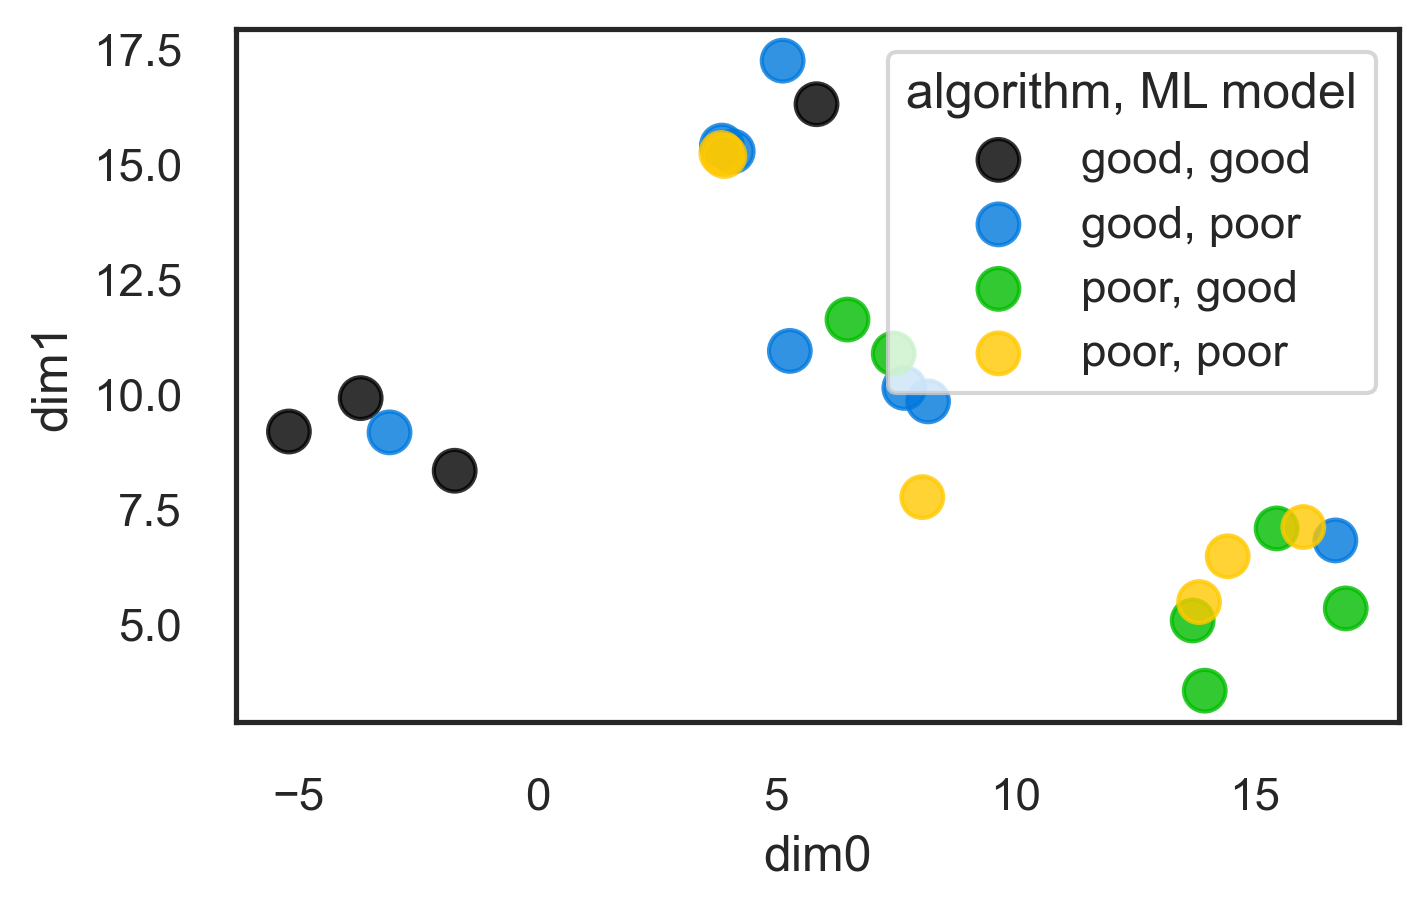 17.5
15.0
12.5
10.0
7.5
5.0
dim1
algorithm, ML model
good, good
good, poor
poor, good
poor, poor
−5 0 5 10 15
dim0